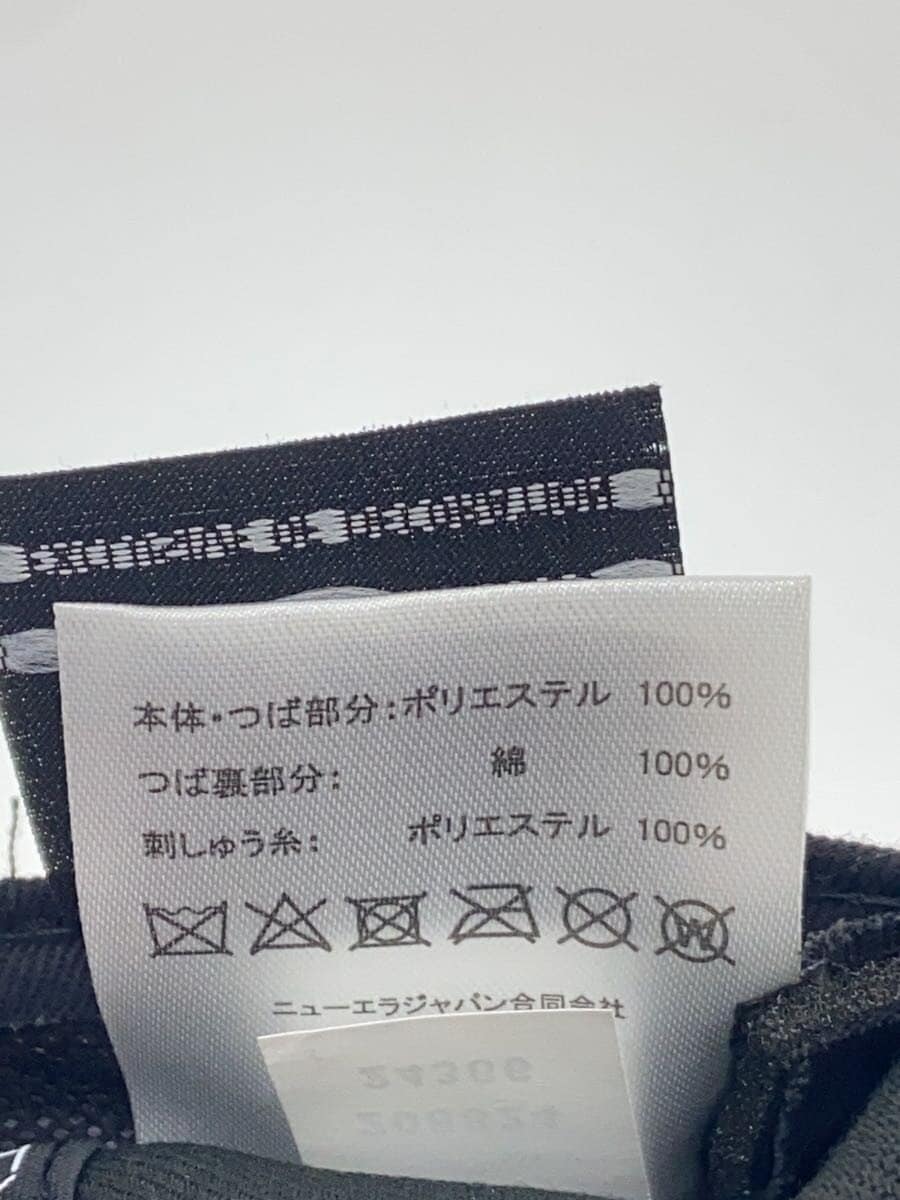 本体・つば部分:ポリエステル 100%
つば裏部分: 綿 100%
刺しゅう糸: ポリエステル 100%
ニューエラジャパン合同会社